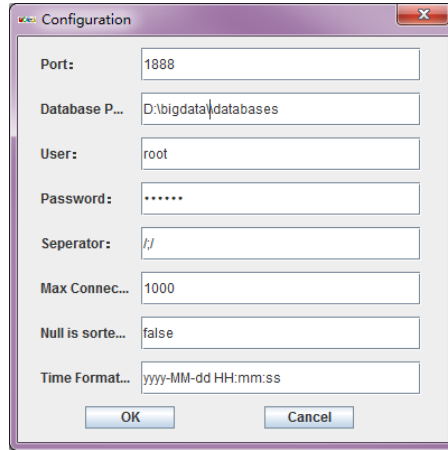 Configuration
Port:
1888
Database P...
D:\bigdata\\databases
User:
root
Password:
••••••
Seperator:
/;/
Max Connec...
1000
Null is sorte...
false
Time Format...
yyyy-MM-dd HH:mm:ss
OK
Cancel